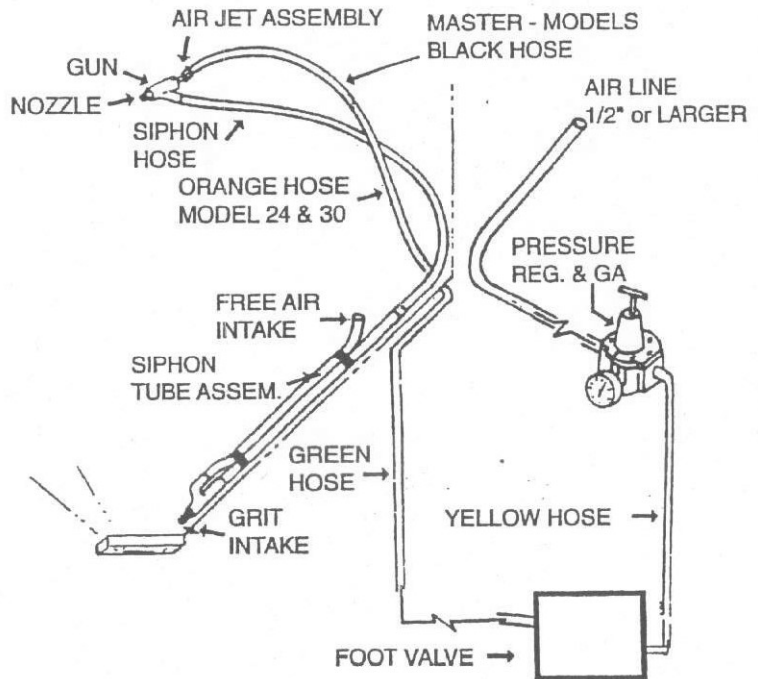 AIR JET ASSEMBLY
MASTER - MODELS
BLACK HOSE
GUN
NOZZLE
AIR LINE
1/2" or LARGER
SIPHON
HOSE
ORANGE HOSE
MODEL 24 & 30
PRESSURE
REG. & GA
FREE AIR
INTAKE
SIPHON
TUBE ASSEM.
GREEN
HOSE
YELLOW HOSE
GRIT
INTAKE
FOOT VALVE